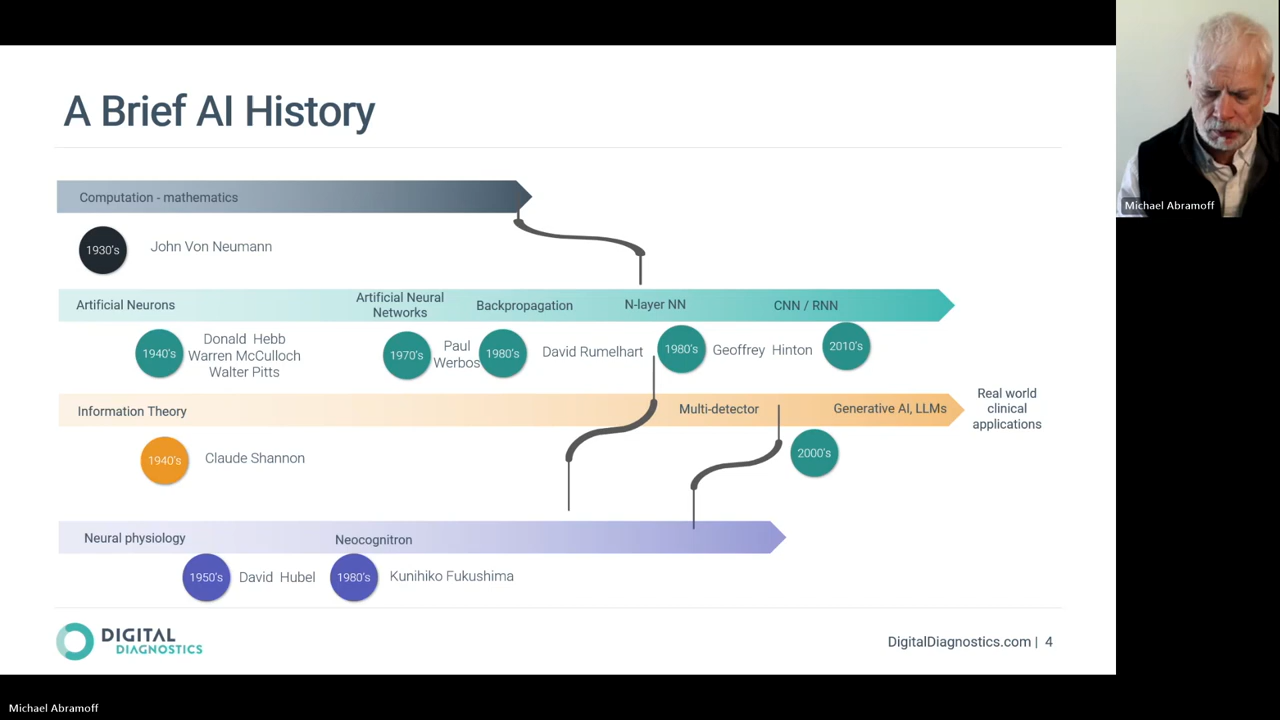 A Brief AI History
Michael Abramoff
Computation - mathematics
1930's
John Von Neumann
Artificial Neurons
Artificial Neural
Networks
Backpropagation
N-layer NN
CNN / RNN
1940's
Donald Hebb
Warren McCulloch
Walter Pitts
1970's
Paul
Werbos
1980's
David Rumelhart
1980's
Geoffrey Hinton
2010's
Information Theory
Multi-detector
Generative AI, LLMs
Real world
clinical
applications
1940's
Claude Shannon
2000's
Neural physiology
Neocognitron
1950's
David Hubel
1980's
Kunihiko Fukushima
DIGITAL
DIAGNOSTICS
DigitalDiagnostics.com | 4
Michael Abramoff